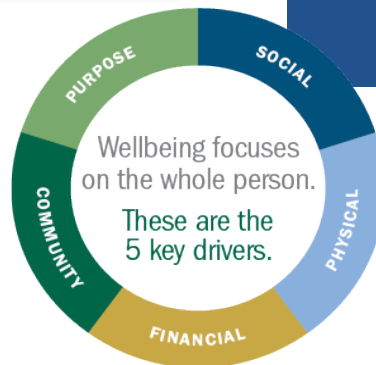 PURPOSE
SOCIAL
Wellbeing focuses
on the whole person.
These are the
5 key drivers.
COMMUNITY
PHYSICAL
FINANCIAL